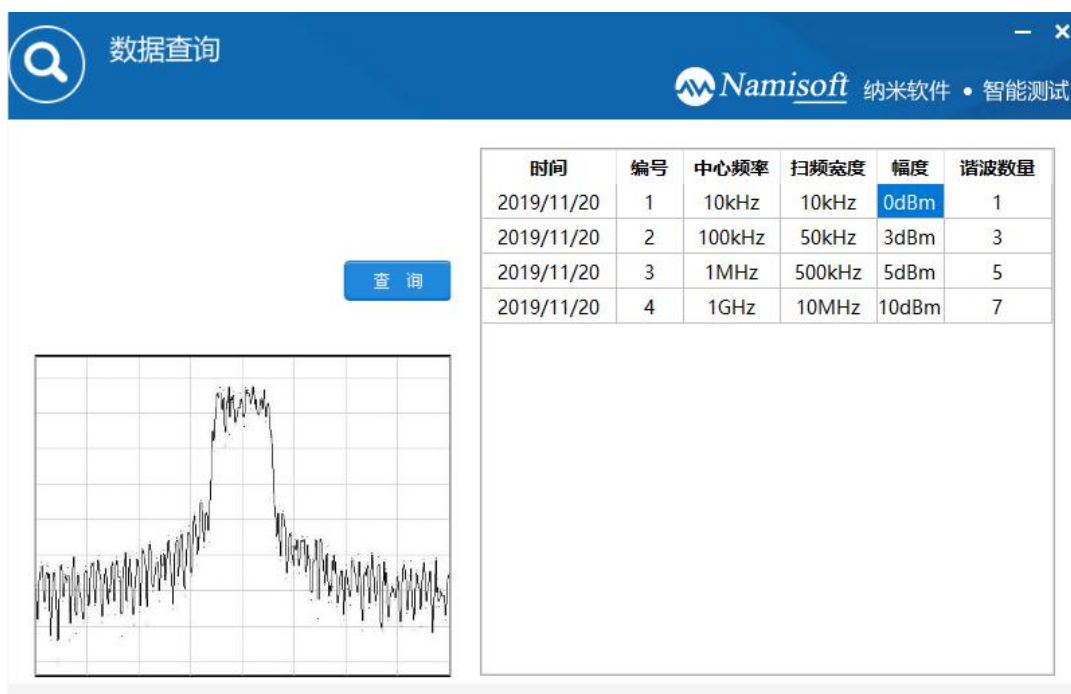 数据查询
Namisoft 纳米软件 • 智能测试
时间 编号 中心频率 扫频宽度 幅度 谐波数量
2019/11/20 1 10kHz 10kHz 0dBm 1
2019/11/20 2 100kHz 50kHz 3dBm 3
2019/11/20 3 1MHz 500kHz 5dBm 5
2019/11/20 4 1GHz 10MHz 10dBm 7
查 询